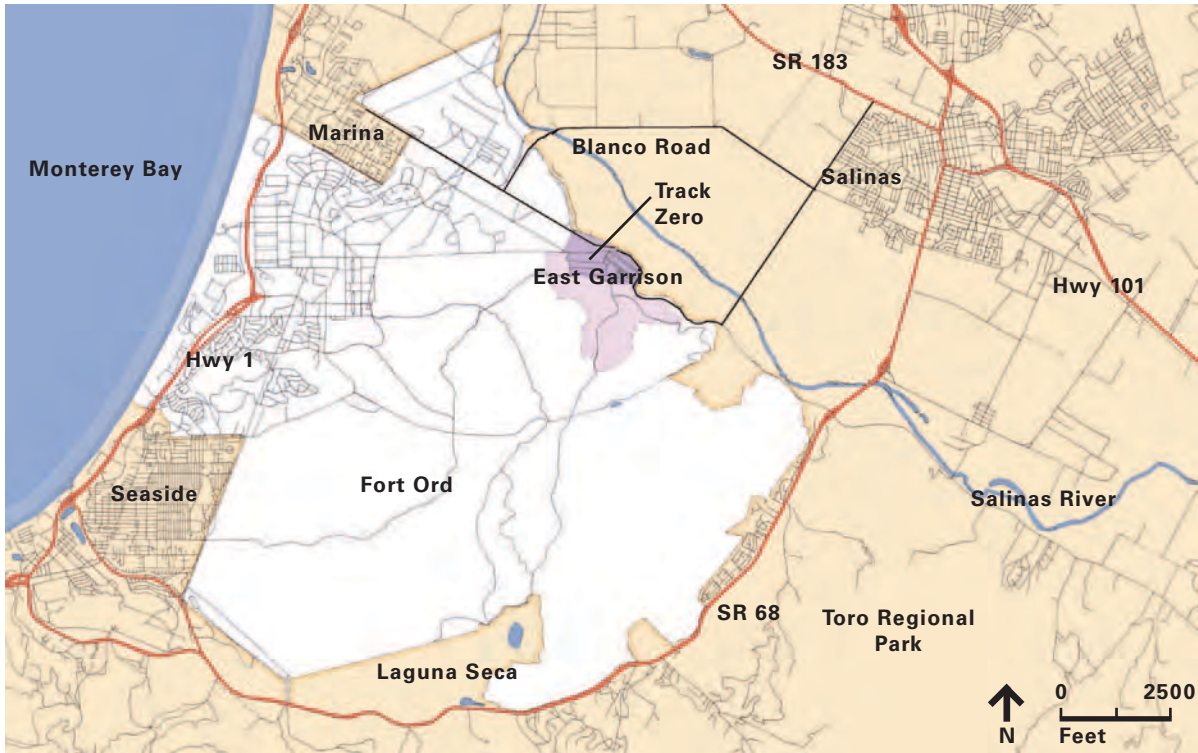 SR 183
Marina
Blanco Road
Monterey Bay
Salinas
Track
Zero
East Garrison
Hwy 101
Hwy 1
Fort Ord
Seaside
Salinas River
SR 68
Toro Regional
Park
Laguna Seca
0 2500
N Feet